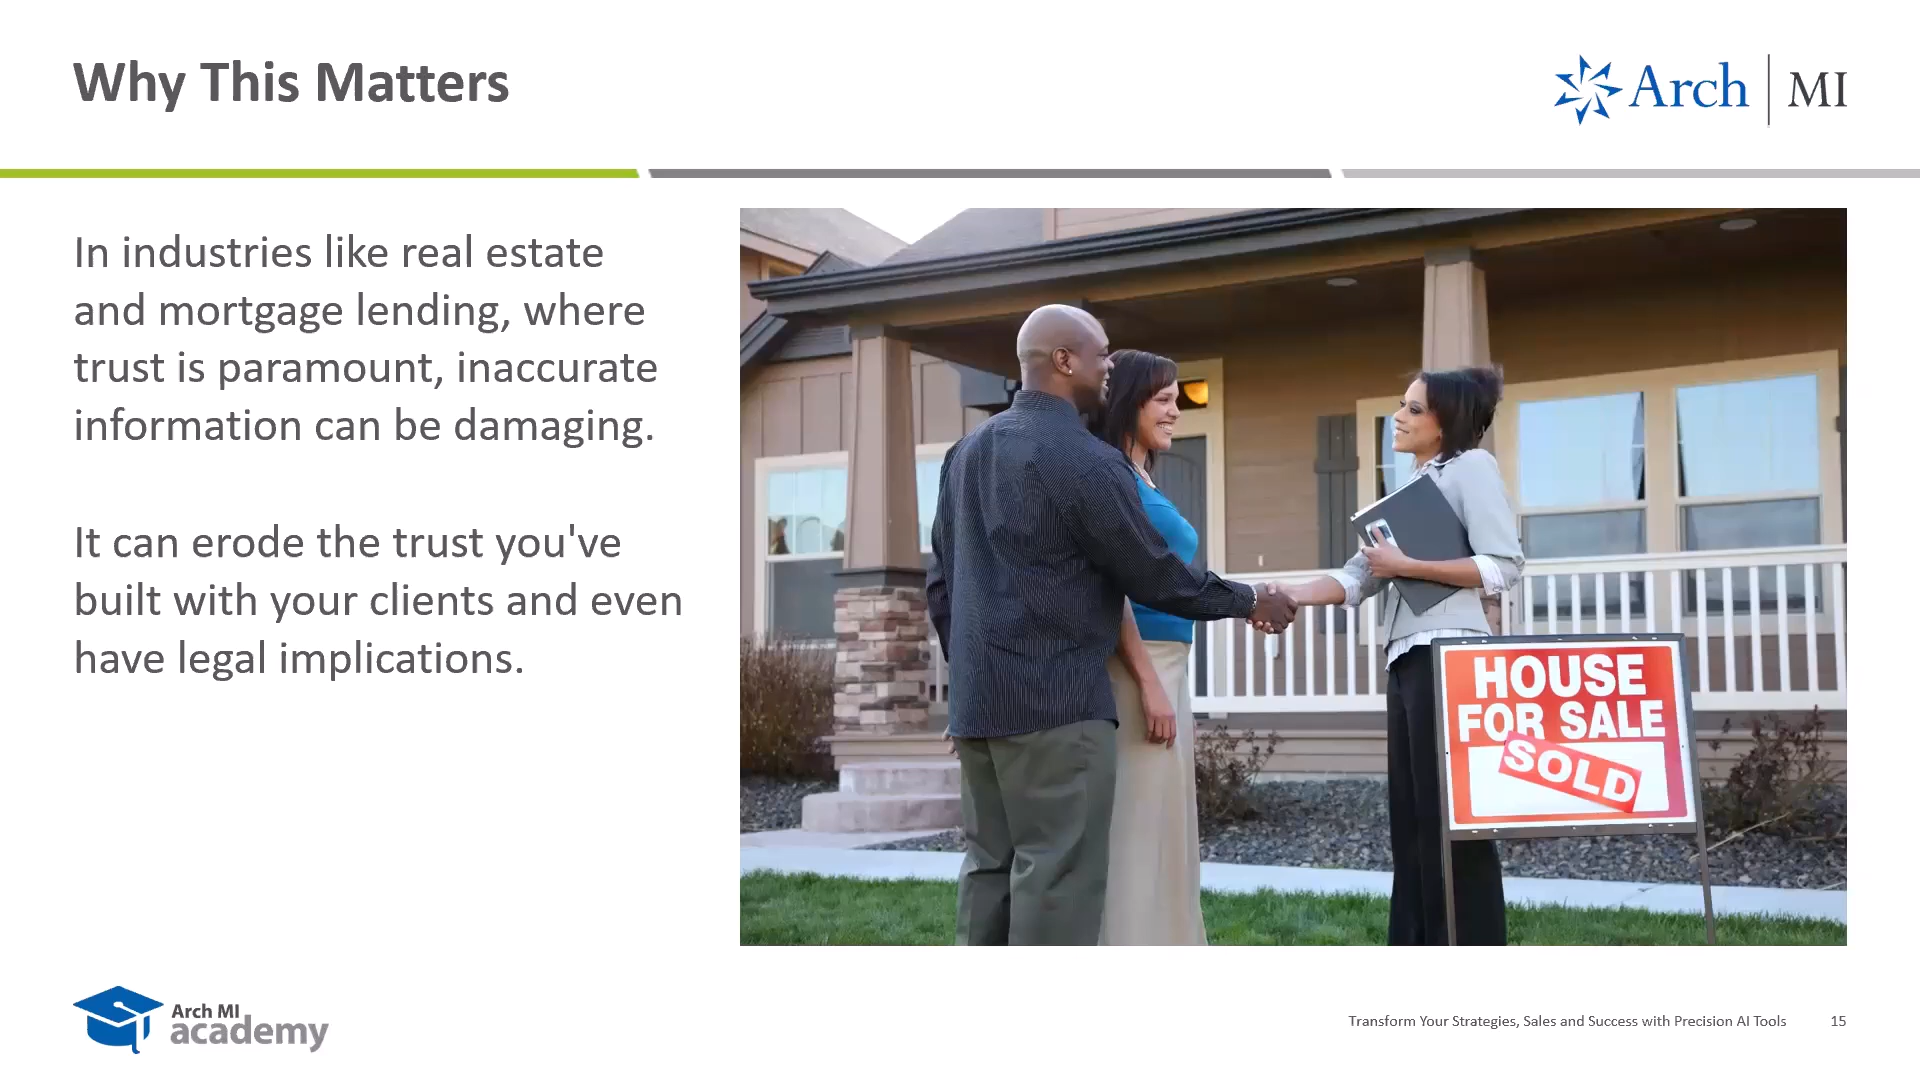 Why This Matters
Arch | MI
In industries like real estate
and mortgage lending, where
trust is paramount, inaccurate
information can be damaging.
It can erode the trust you've
built with your clients and even
have legal implications.
HOUSE
FOR SALE
SOLD
Arch MI
academy
Transform Your Strategies, Sales and Success with Precision AI Tools 15